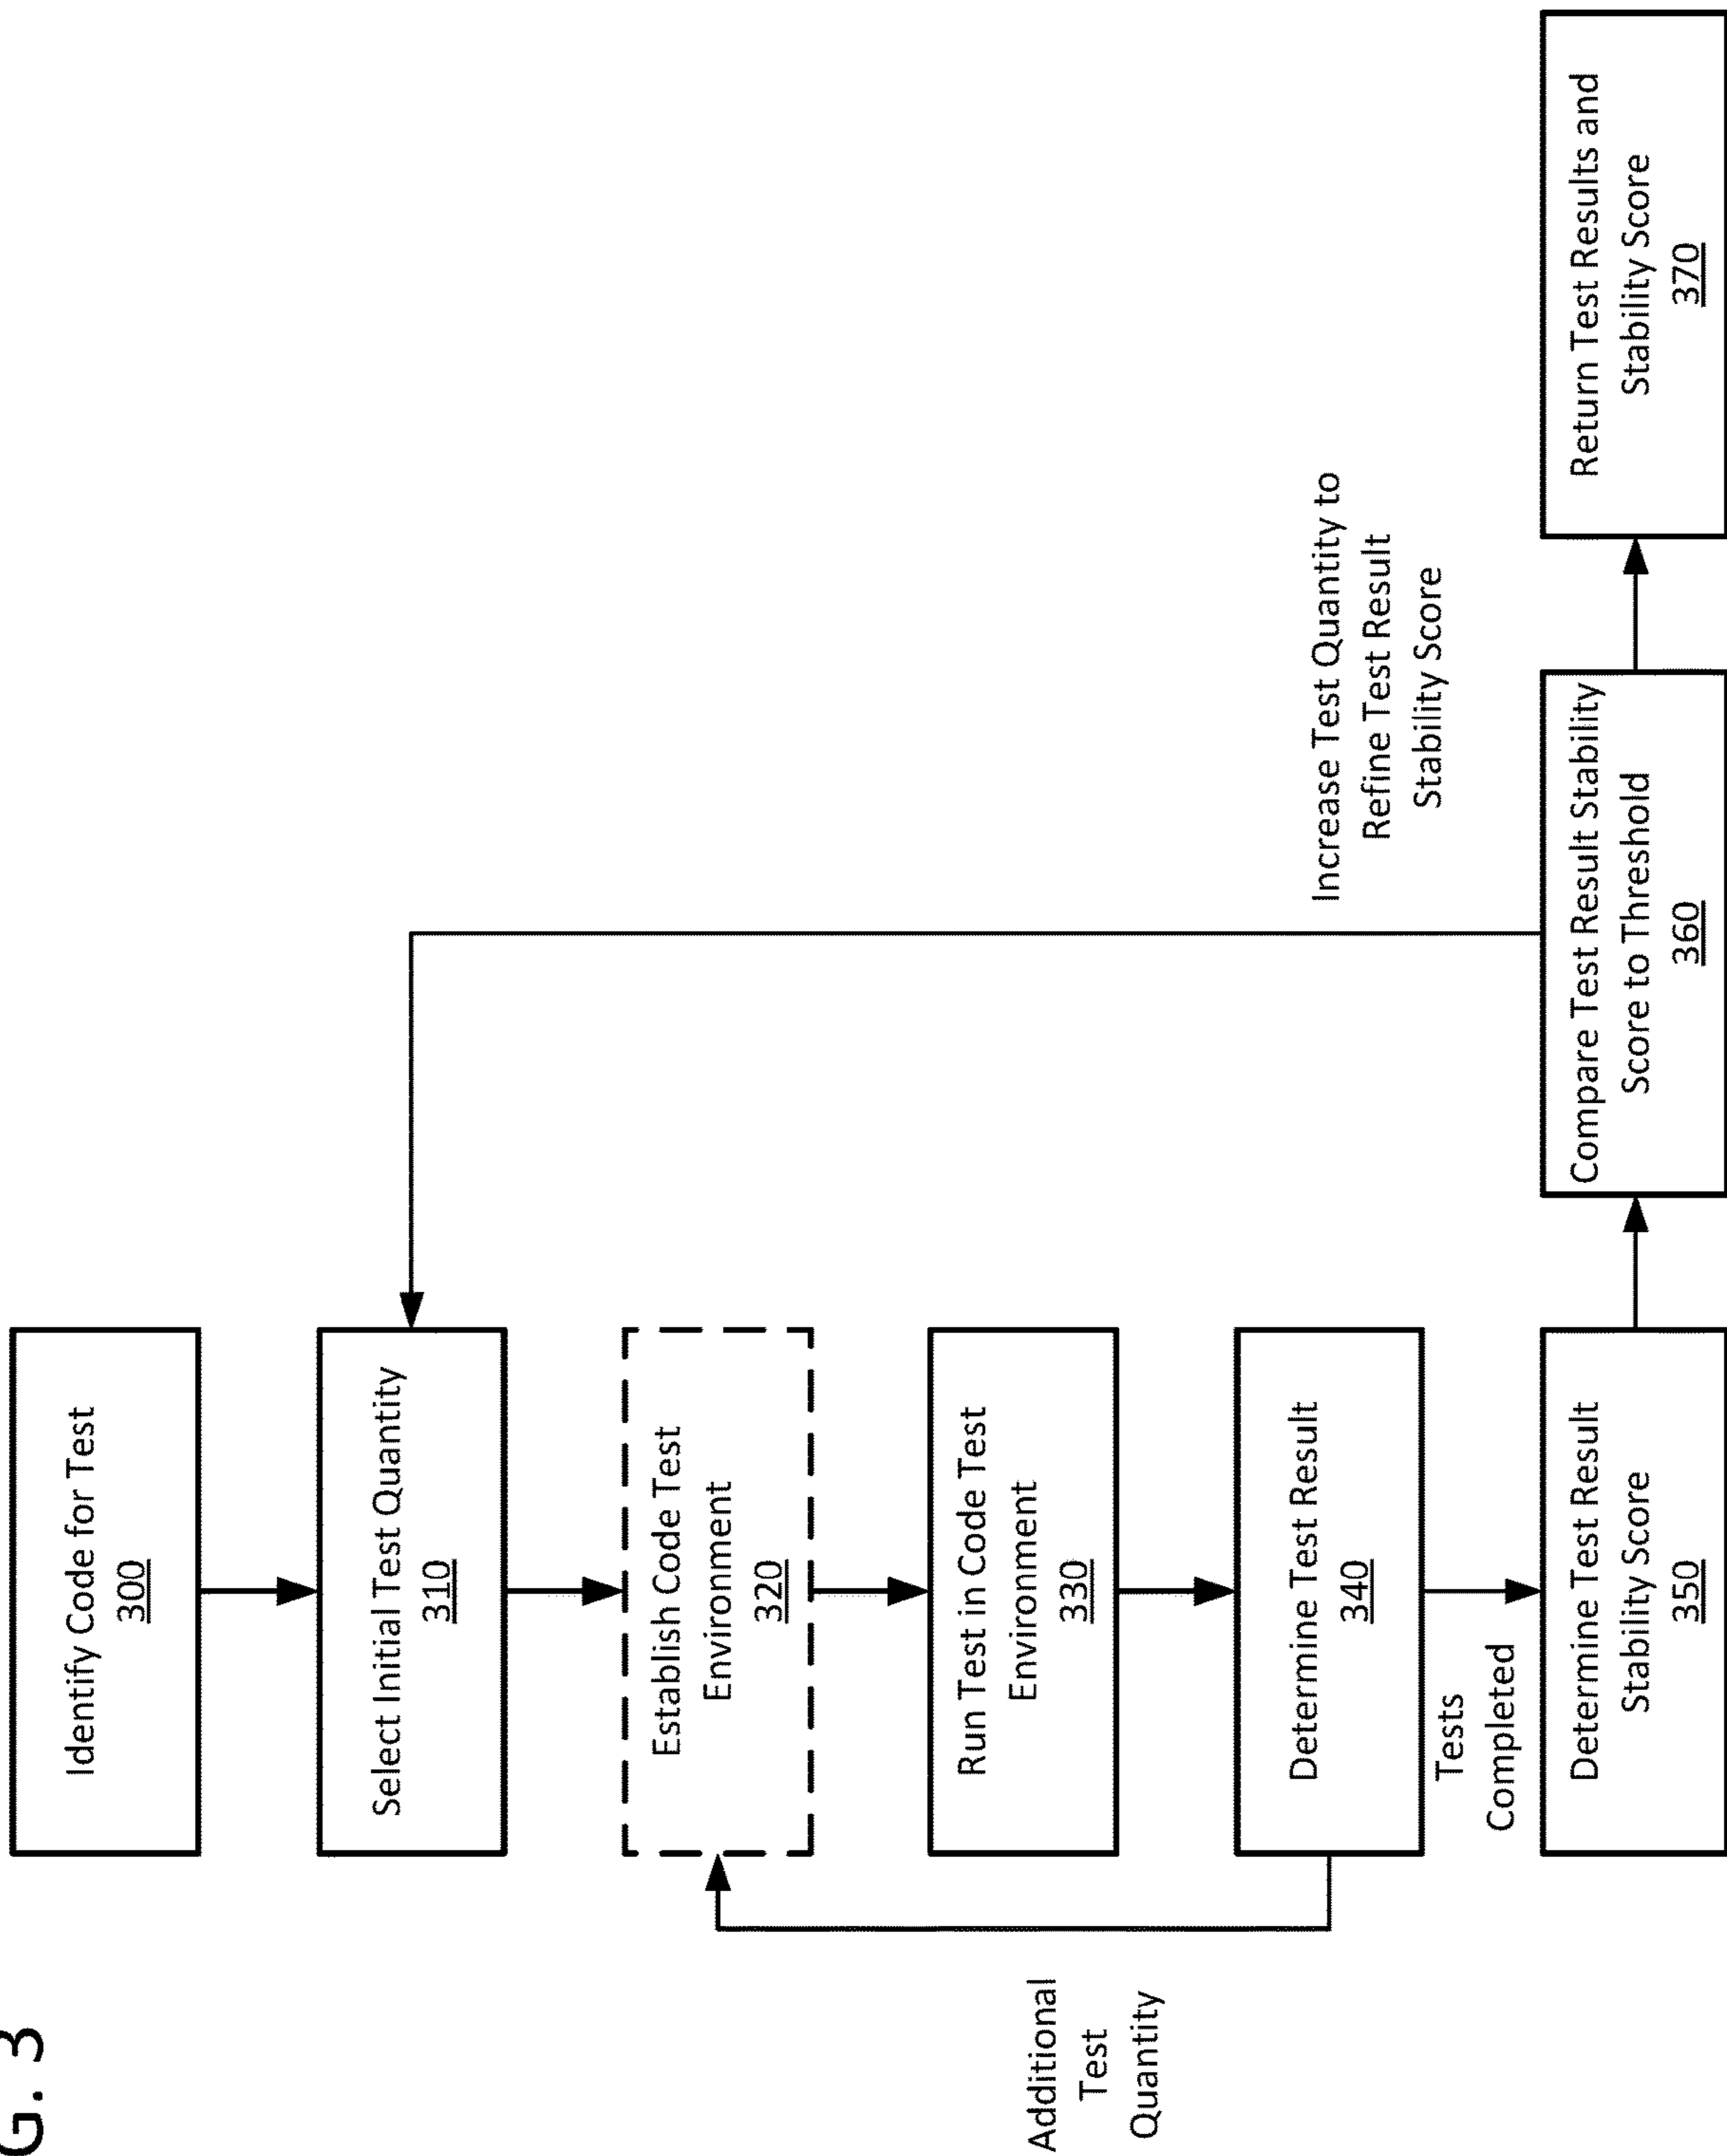 G. 3
Identify Code for Test
300
Select Initial Test Quantity
310
Establish Code Test
Environment
320
Run Test in Code Test
Environment
330
Determine Test Result
340
Additional
Test
Quantity
Tests
Completed
Determine Test Result
Stability Score
350
Compare Test Result Stability
Score to Threshold
360
Increase Test Quantity to
Refine Test Result
Stability Score
Return Test Results and
Stability Score
370